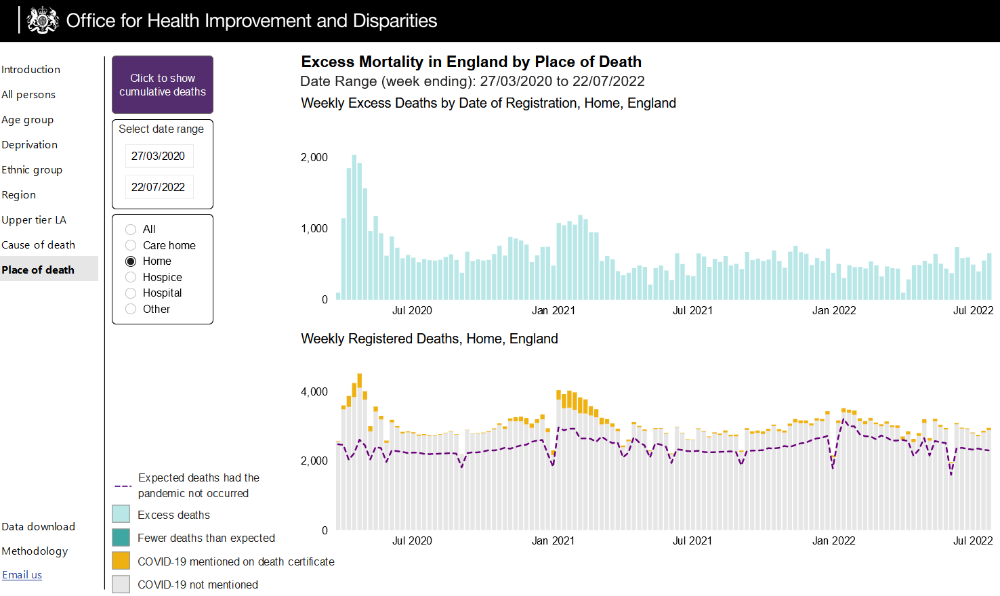 Office for Health Improvement and Disparities
Introduction
All persons
Age group
Deprivation
Ethnic group
Region
Upper tier LA
Cause of death
Place of death
Data download
Methodology
Email us
Click to show
cumulative deaths
Select date range
27/03/2020
22/07/2022
All
Care home
Home
Hospice
Hospital
Other
Expected deaths had the
pandemic not occurred
Excess deaths
Fewer deaths than expected
COVID-19 mentioned on death certificate
COVID-19 not mentioned
Excess Mortality in England by Place of Death
Date Range (week ending): 27/03/2020 to 22/07/2022
Weekly Excess Deaths by Date of Registration, Home, England
2,000
1,000
0
Jul 2020 Jan 2021 Jul 2021 Jan 2022 Jul 2022
Weekly Registered Deaths, Home, England
4,000
2,000
0
Jul 2020 Jan 2021 Jul 2021 Jan 2022 Jul 2022